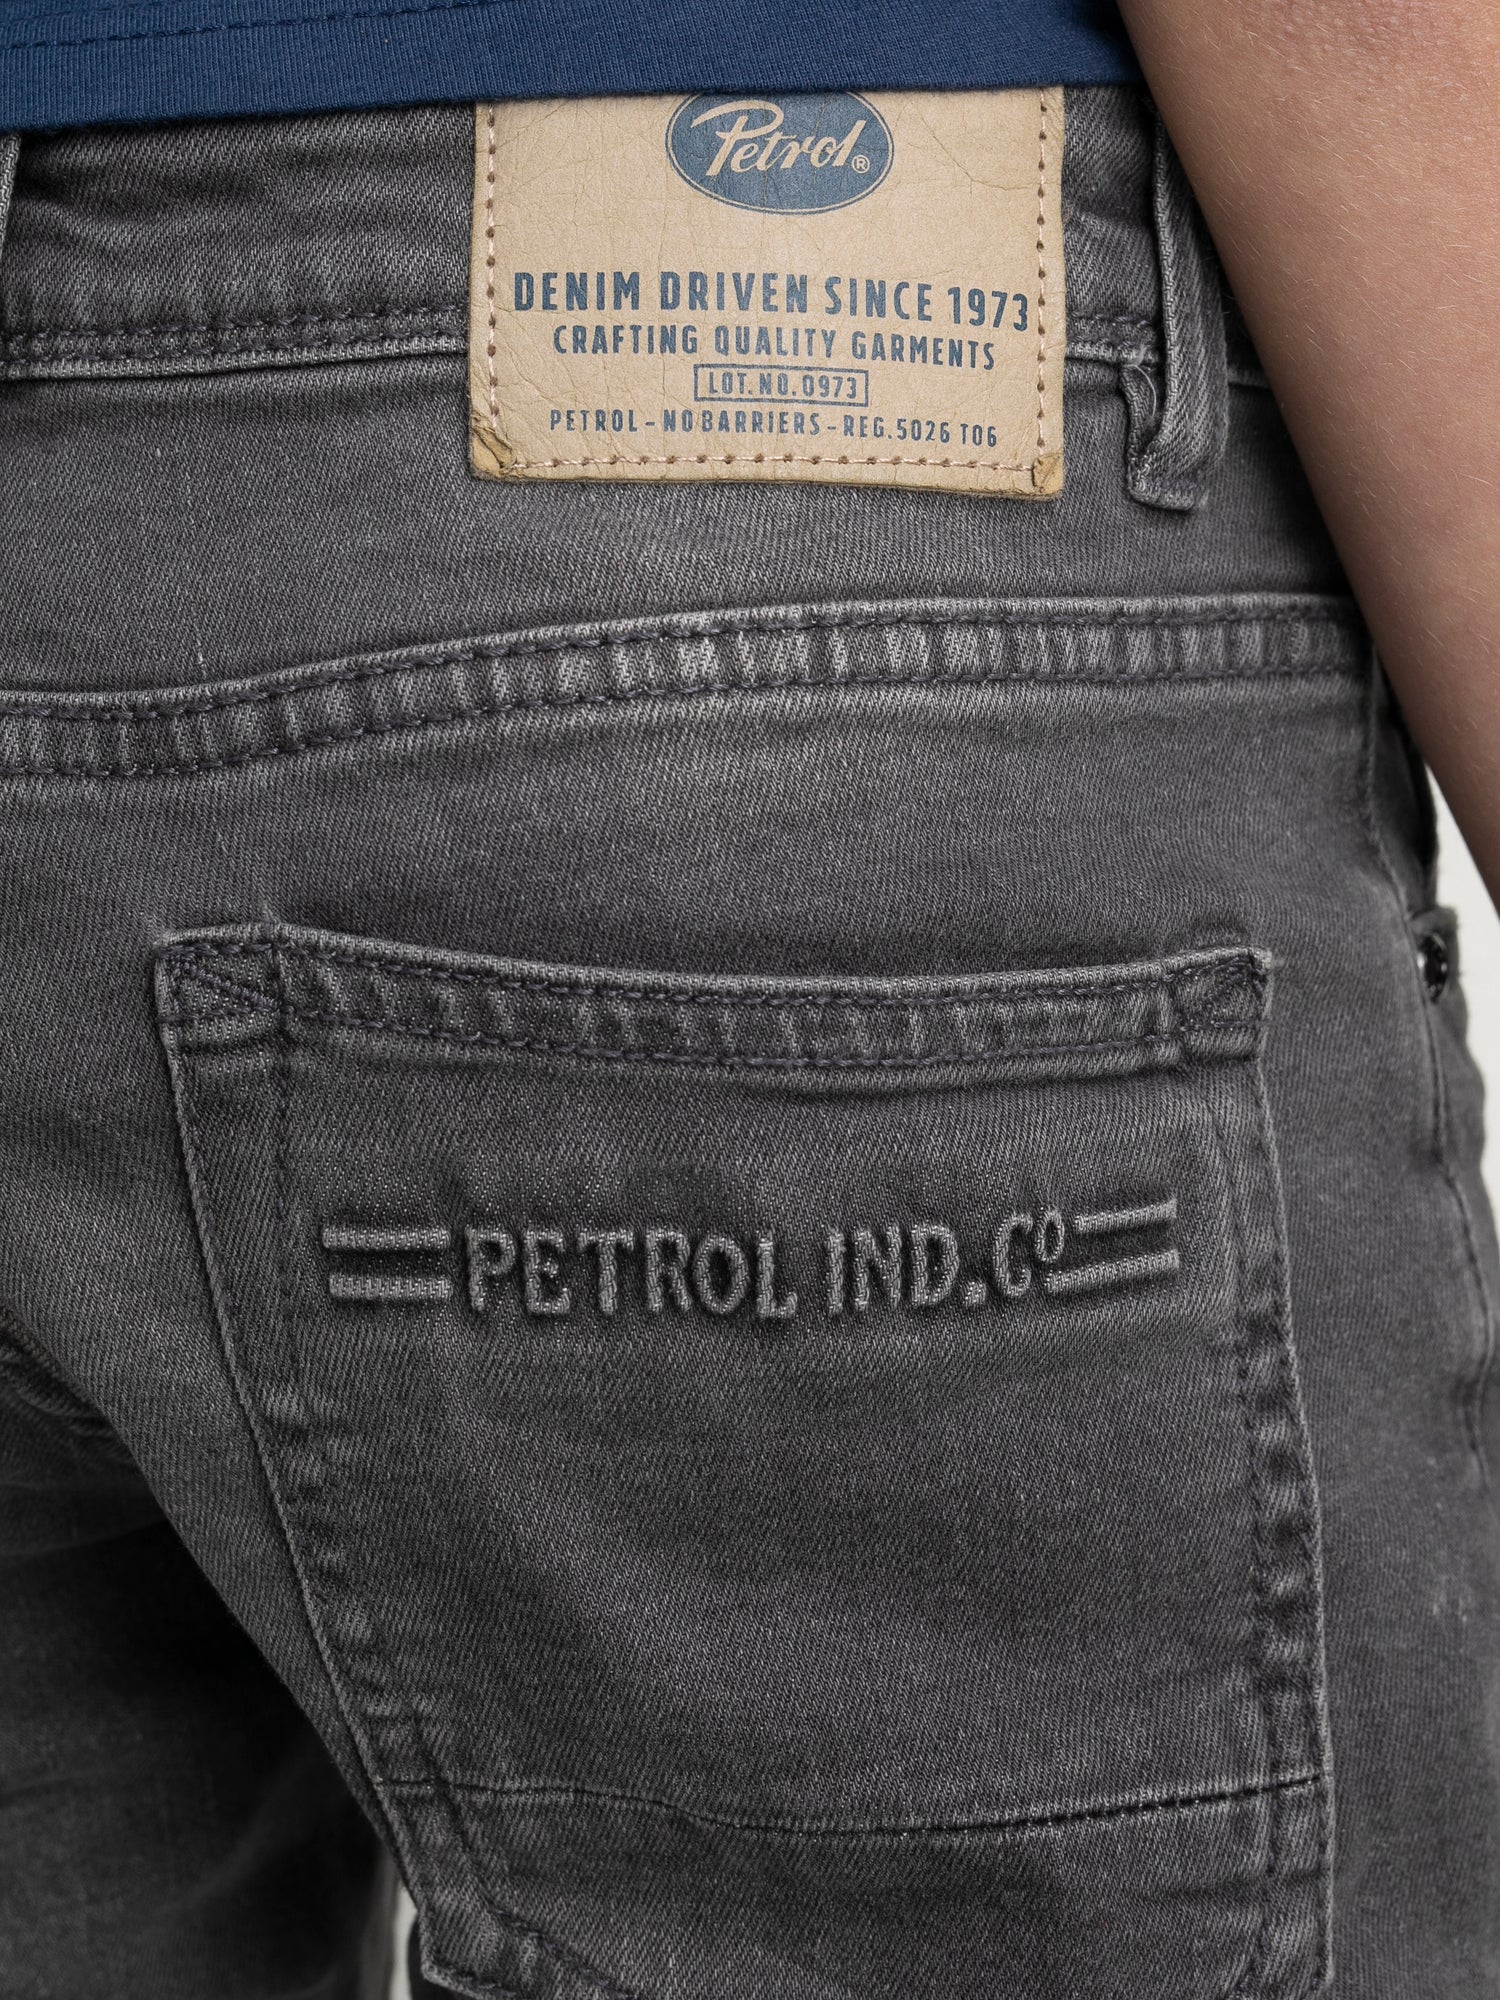 Petrol®
DENIM DRIVEN SINCE 1973
CRAFTING QUALITY GARMENTS
LOT. NO. 0973
PETROL - NO BARRIERS - REG. 5026 TO6
PETROL IND. Cº